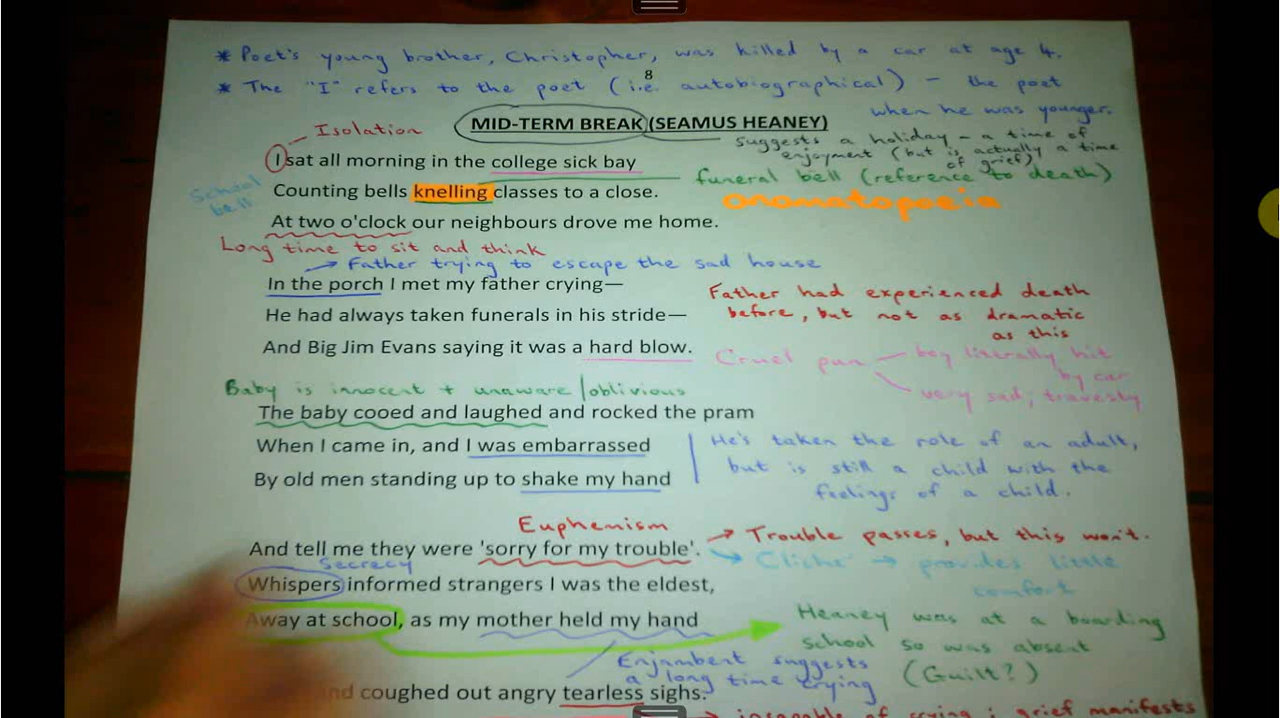 * Poet's young brother, Christopher, was killed by a car at age 4.
* The "I" refers to the poet (i.e. autobiographical) - the poet
8
when he was younger.
MID-TERM BREAK (SEAMUS HEANEY)
suggests a holiday - a time of
enjoyment (but is actually a time
of grief)
Isolation
I sat all morning in the college sick bay
funeral bell (reference to death)
School
bell
Counting bells knelling classes to a close.
onomatopoeia
At two o'clock our neighbours drove me home.
Long time to sit and think
→ Father trying to escape the sad house
In the porch I met my father crying—
Father had experienced death
before, but not as dramatic
as this
He had always taken funerals in his stride—
And Big Jim Evans saying it was a hard blow.
Cruel pun
boy literally hit
by car
very sad; travesty
Baby is innocent + unaware/oblivious
The baby cooed and laughed and rocked the pram
When I came in, and I was embarrassed
By old men standing up to shake my hand
He's taken the role of an adult,
but is still a child with the
feelings of a child.
Euphemism
→ Trouble passes, but this won't.
And tell me they were 'sorry for my trouble'.
→ Cliche → provides little
comfort
Secrecy
Whispers informed strangers I was the eldest,
Away at school, as my mother held my hand
Heaney was at a boarding
school so was absent
(Guilt?)
Enjambent suggests
a long time crying
coughed out angry tearless sighs.
→ incapable of crying; grief manifests